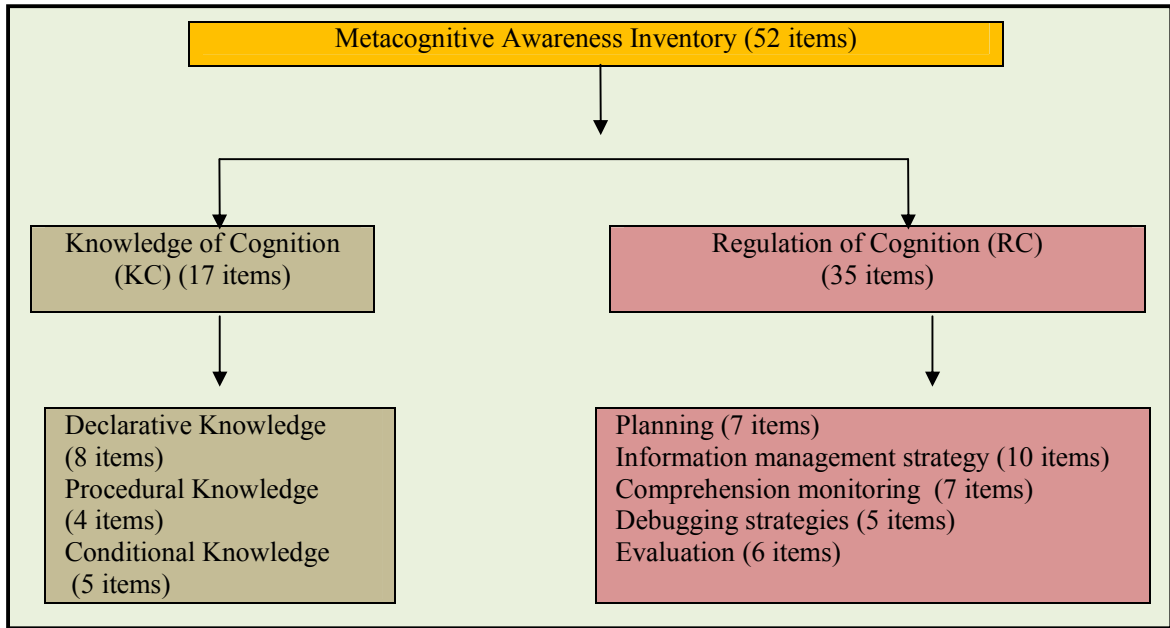 Metacognitive Awareness Inventory (52 items)
Knowledge of Cognition
(KC) (17 items)
Regulation of Cognition (RC)
(35 items)
Declarative Knowledge
(8 items)
Procedural Knowledge
(4 items)
Conditional Knowledge
(5 items)
Planning (7 items)
Information management strategy (10 items)
Comprehension monitoring (7 items)
Debugging strategies (5 items)
Evaluation (6 items)